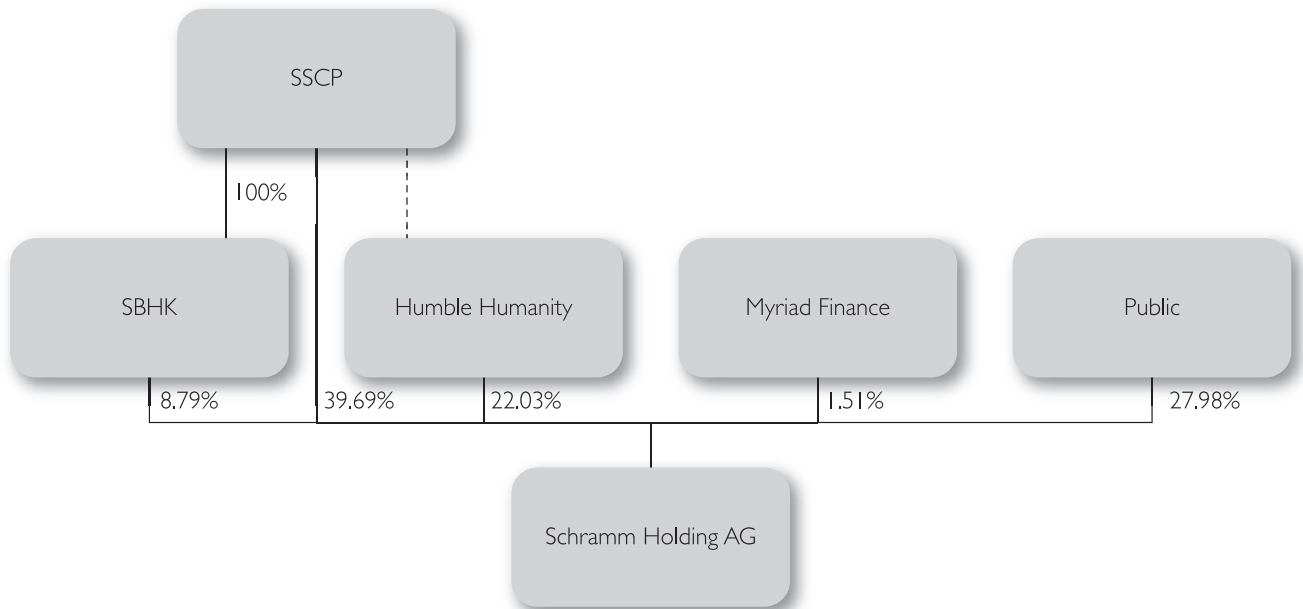 SSCP
100%
SBHK
Humble Humanity
Myriad Finance
Public
8.79%
39.69%
22.03%
1.51%
27.98%
Schramm Holding AG